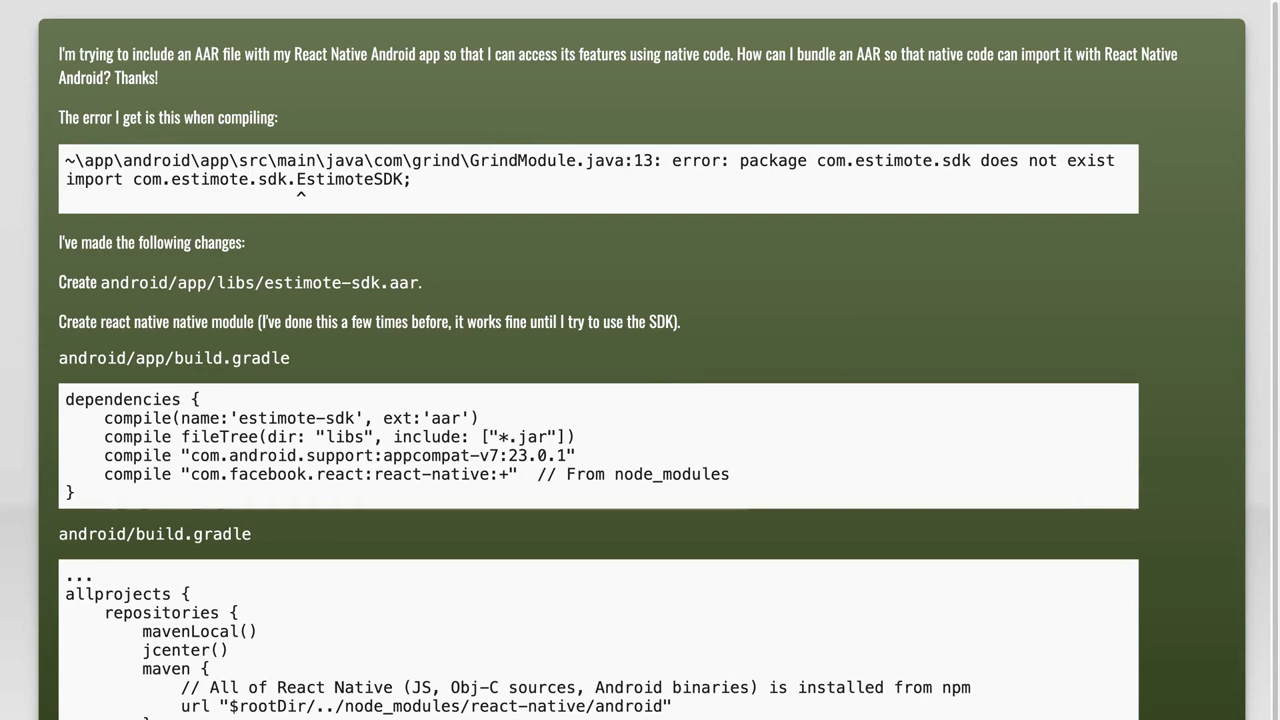 I'm trying to include an AAR file with my React Native Android app so that I can access its features using native code. How can I bundle an AAR so that native code can import it with React Native
Android? Thanks!
The error I get is this when compiling:
~\app\android\app\src\main\java\com\grind\GrindModule.java:13: error: package com.estimote.sdk does not exist
import com.estimote.sdk.EstimoteSDK;
^
I've made the following changes:
Create android/app/libs/estimote-sdk.aar.
Create react native native module (I've done this a few times before, it works fine until I try to use the SDK).
android/app/build.gradle
dependencies {
    compile(name:'estimote-sdk', ext:'aar')
    compile fileTree(dir: "libs", include: ["*.jar"])
    compile "com.android.support:appcompat-v7:23.0.1"
    compile "com.facebook.react:react-native:+"  // From node_modules
}
android/build.gradle
...
allprojects {
    repositories {
        mavenLocal()
        jcenter()
        maven {
            // All of React Native (JS, Obj-C sources, Android binaries) is installed from npm
            url "$rootDir/../node_modules/react-native/android"